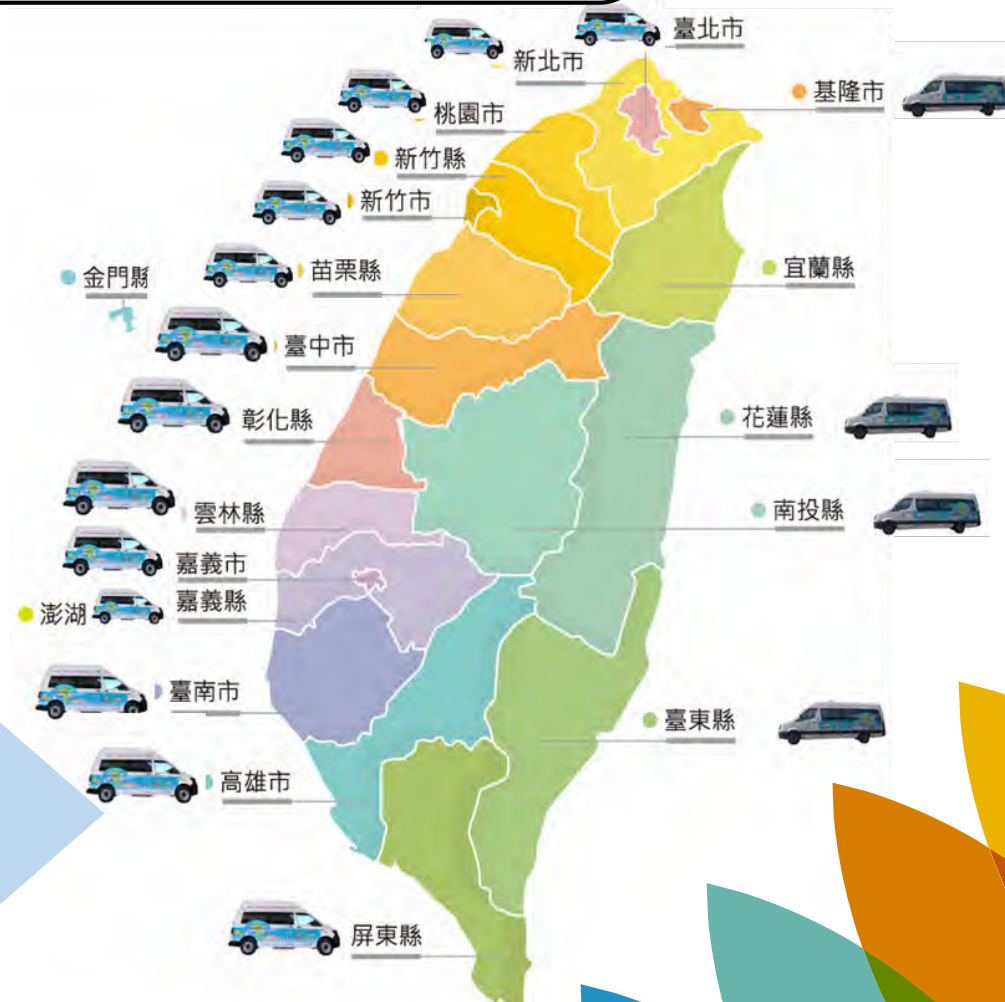 臺北市
新北市
基隆市
桃園市
新竹縣
新竹市
宜蘭縣
苗栗縣
金門縣
臺中市
彰化縣
花蓮縣
雲林縣
南投縣
嘉義市
嘉義縣
澎湖
臺南市
臺東縣
高雄市
屏東縣